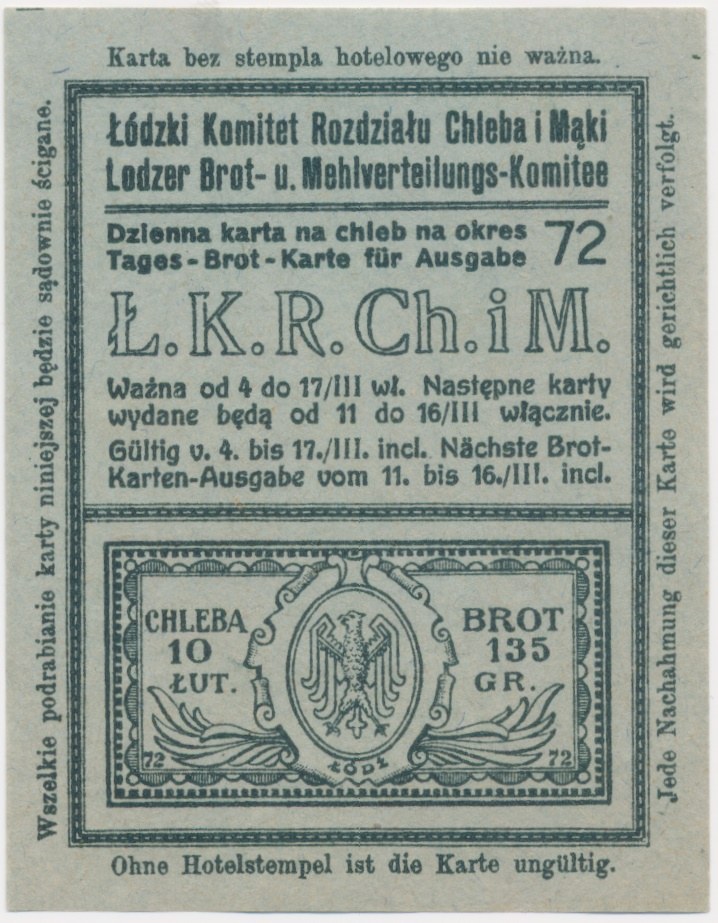 Karta bez stempla hotelowego nie ważna.
Wszelkie podrabianie karty niniejszej będzie sądownie ścigane.
Łódzki Komitet Rozdziału Chleba i Mąki
Lodzer Brot- u. Mehlverteilungs-Komitee
Dzienna karta na chleb na okres 72
Tages-Brot-Karte für Ausgabe
Ł.K.R.Ch.iM.
Ważna od 4 do 17/III wł. Następne karty
wydane będą od 11 do 16/III włącznie.
Gültig v. 4. bis 17./III. incl. Nächste Brot-
Karten-Ausgabe vom 11. bis 16./III. incl.
CHLEBA
10
ŁUT.
72
ŁÓDŹ
BROT
135
GR.
72
Jede Nachahmung dieser Karte wird gerichtlich verfolgt.
Ohne Hotelstempel ist die Karte ungültig.